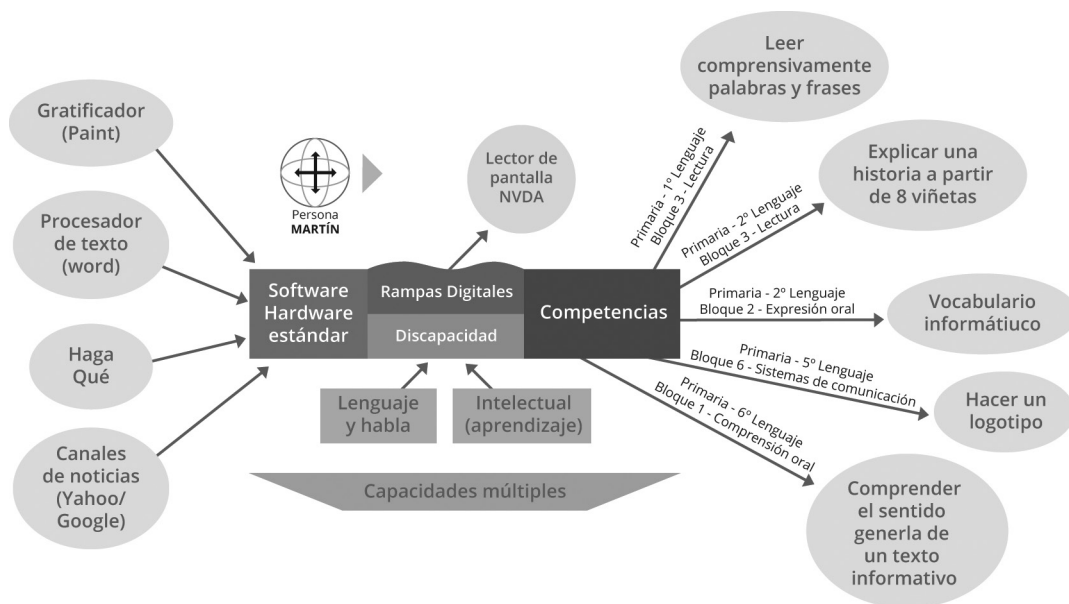 Gratificador
(Paint)
Procesador
de texto
(word)
Haga
Qué
Canales
de noticias
(Yahoo/
Google)
Persona
MARTÍN
Lector de
pantalla
NVDA
Software
Hardware
estándar
Rampas Digitales
Discapacidad
Competencias
Lenguaje
y habla
Intelectual
(aprendizaje)
Capacidades múltiples
Primaria - 1º Lenguaje
Bloque 3 - Lectura
Leer
comprensivamente
palabras y frases
Primaria - 2º Lenguaje
Bloque 3 - Lectura
Explicar una
historia a partir
de 8 viñetas
Primaria - 2º Lenguaje
Bloque 2 - Expresión oral
Vocabulario
informátiuco
Primaria - 5º Lenguaje
Bloque 6 - Sistemas de comunicación
Hacer un
logotipo
Primaria - 6º Lenguaje
Bloque 1 - Comprensión oral
Comprender
el sentido
generla de
un texto
informativo